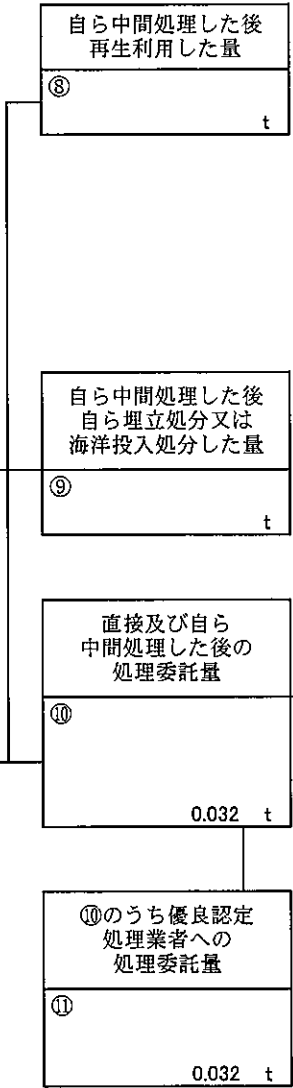 自ら中間処理した後
再生利用した量
⑧
t
自ら中間処理した後
自ら埋立処分又は
海洋投入処分した量
⑨
t
直接及び自ら
中間処理した後の
処理委託量
⑩
0.032 t
⑩のうち優良認定
処理業者への
処理委託量
⑪
0.032 t